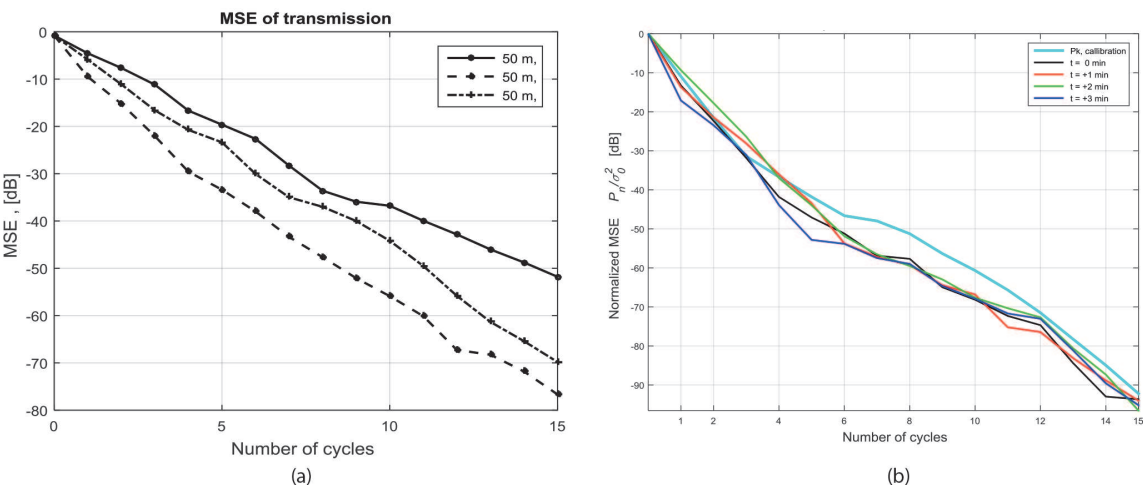 MSE of transmission
0
-10
-20
-30
-40
-50
-60
-70
-80
MSE , [dB]
50 m,
50 m,
50 m,
0
5
10
15
Number of cycles
(a)
0
-10
-20
-30
-40
-50
-60
-70
-80
-90
Normalized MSE Pₙ/σ₀² [dB]
Pk, callibration
t = 0 min
t = +1 min
t = +2 min
t = +3 min
1 2 4 6 8 10 12 14 15
Number of cycles
(b)